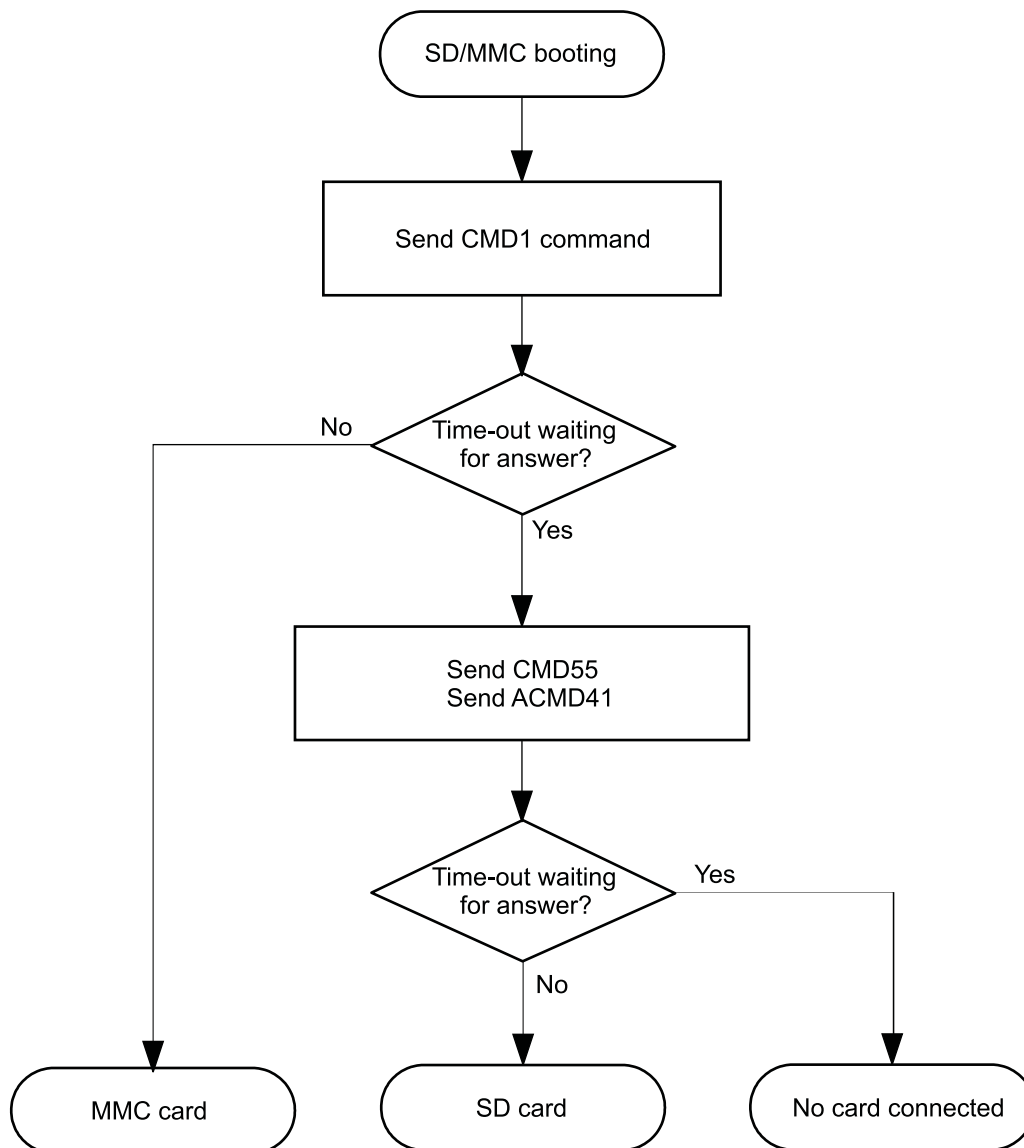 SD/MMC booting
Send CMD1 command
No
Time-out waiting
for answer?
Yes
Send CMD55
Send ACMD41
Time-out waiting
for answer?
Yes
No
MMC card
SD card
No card connected